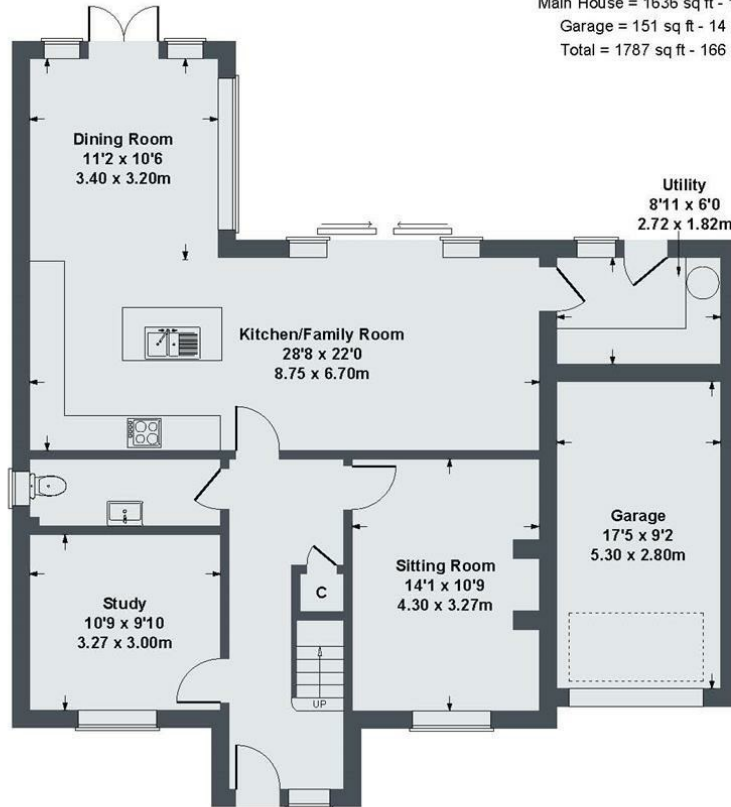 Main House = 1636 sq ft -
Garage = 151 sq ft - 14
Total = 1787 sq ft - 166
Dining Room
11'2 x 10'6
3.40 x 3.20m
Utility
8'11 x 6'0
2.72 x 1.82m
Kitchen/Family Room
28'8 x 22'0
8.75 x 6.70m
Garage
17'5 x 9'2
5.30 x 2.80m
Sitting Room
14'1 x 10'9
4.30 x 3.27m
C
Study
10'9 x 9'10
3.27 x 3.00m
UP